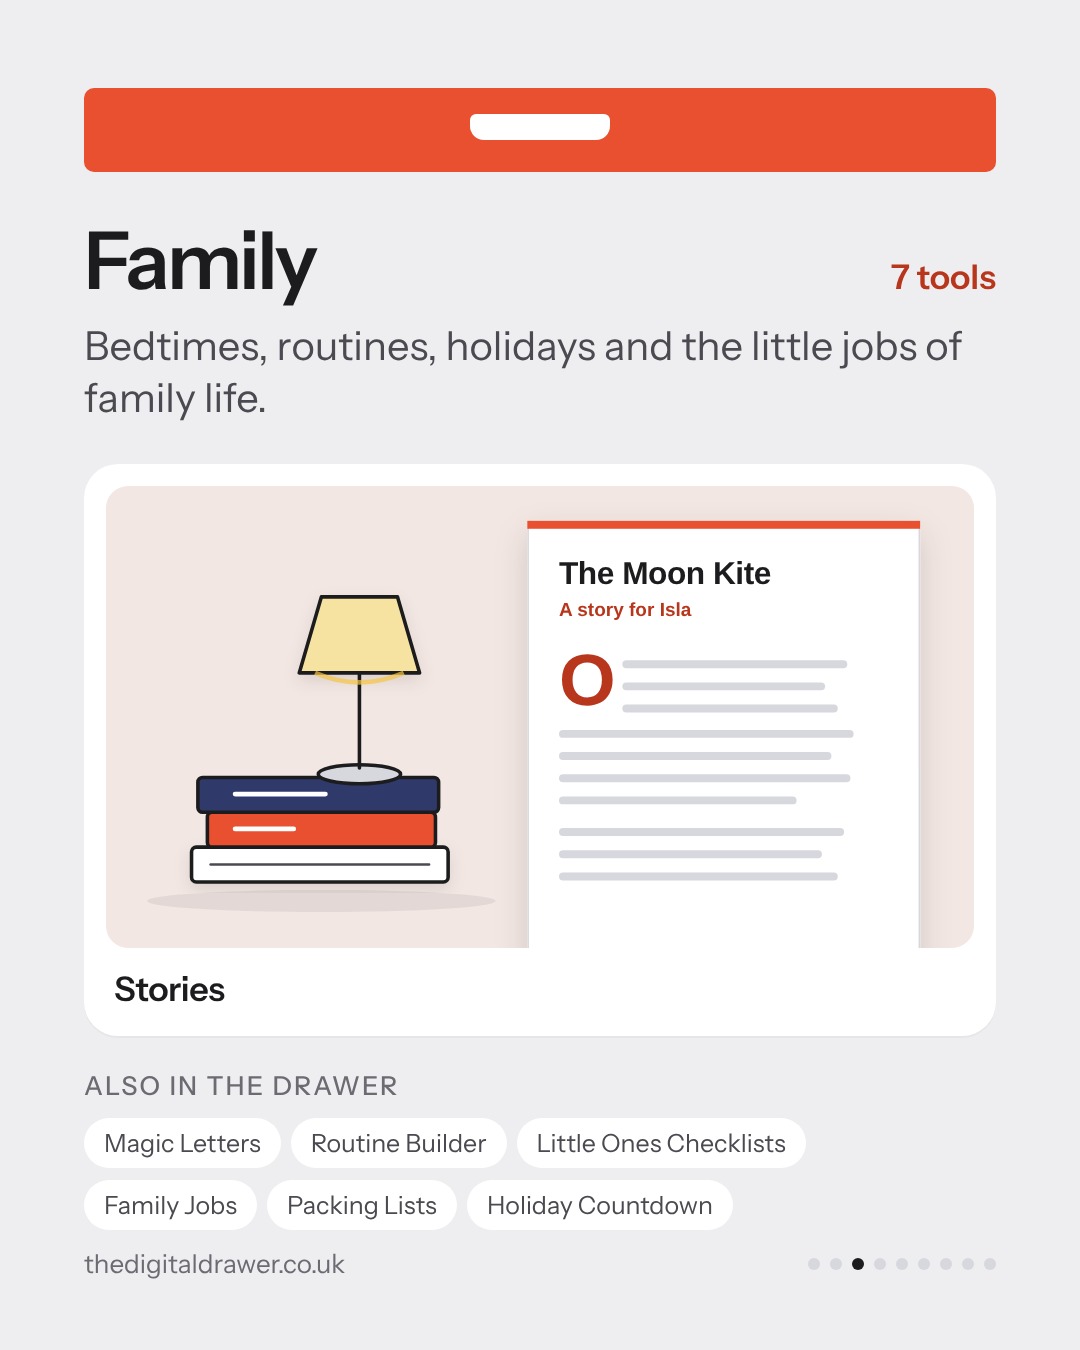 Family
7 tools
Bedtimes, routines, holidays and the little jobs of
family life.
The Moon Kite
A story for Isla
O
Stories
ALSO IN THE DRAWER
Magic Letters
Routine Builder
Little Ones Checklists
Family Jobs
Packing Lists
Holiday Countdown
thedigitaldrawer.co.uk